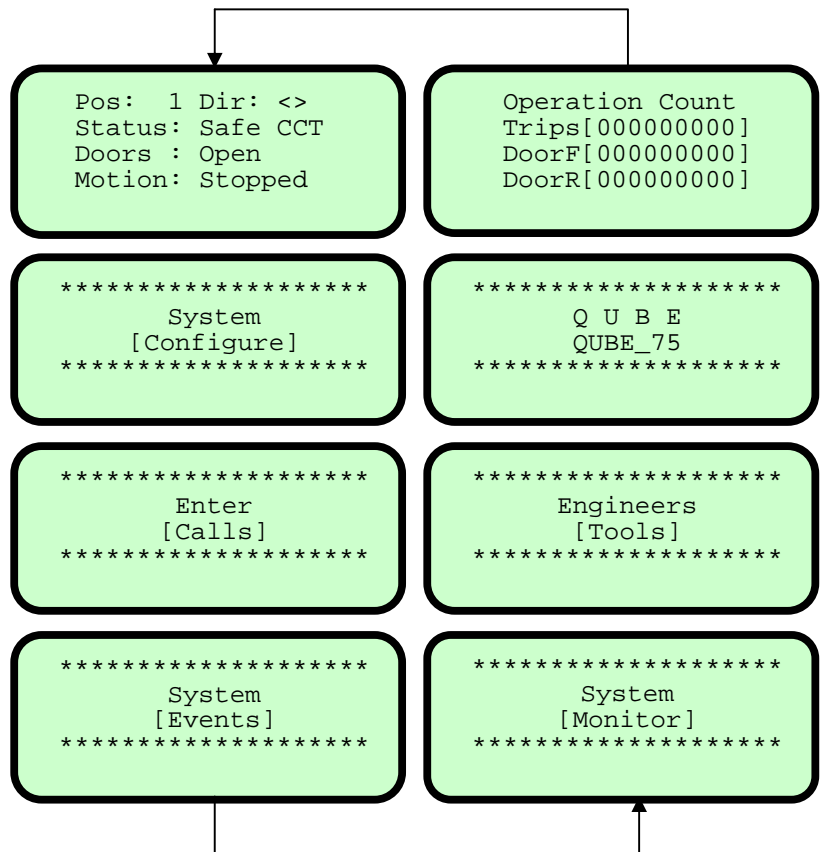 Pos:  1 Dir: <>
Status: Safe CCT
Doors : Open
Motion: Stopped
********************
System
[Configure]
********************
********************
Enter
[Calls]
********************
********************
System
[Events]
********************
Operation Count
Trips[000000000]
DoorF[000000000]
DoorR[000000000]
********************
Q U B E
QUBE_75
********************
********************
Engineers
[Tools]
********************
********************
System
[Monitor]
********************